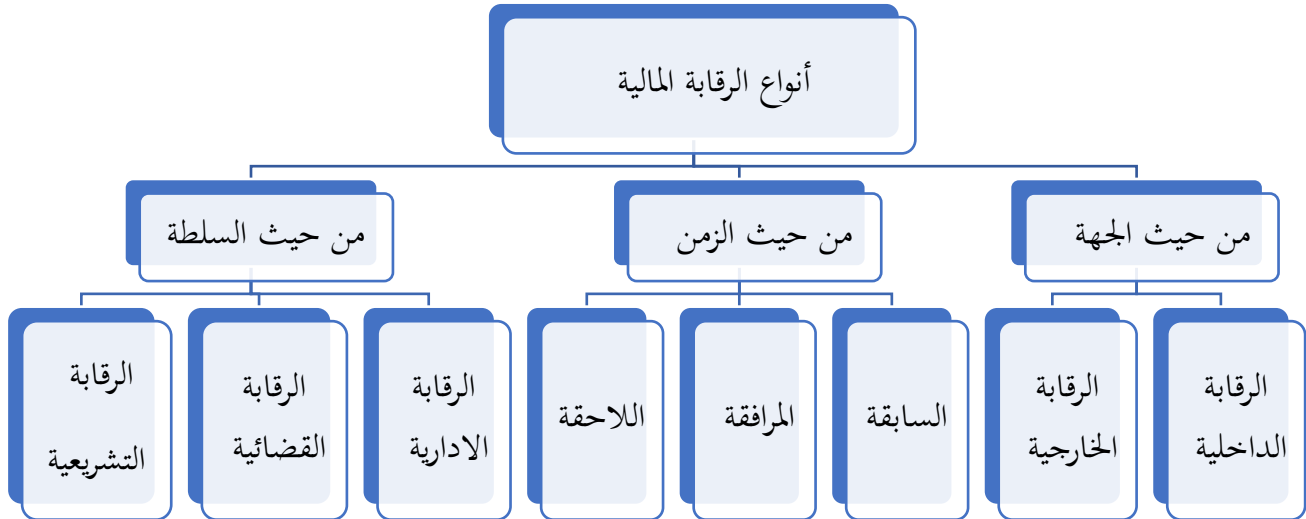 أنواع الرقابة المالية
من حيث الجهة
من حيث الزمن
من حيث السلطة
الرقابة
الداخلية
الرقابة
الخارجية
السابقة
المرافقة
اللاحقة
الرقابة
الادارية
الرقابة
القضائية
الرقابة
التشريعية